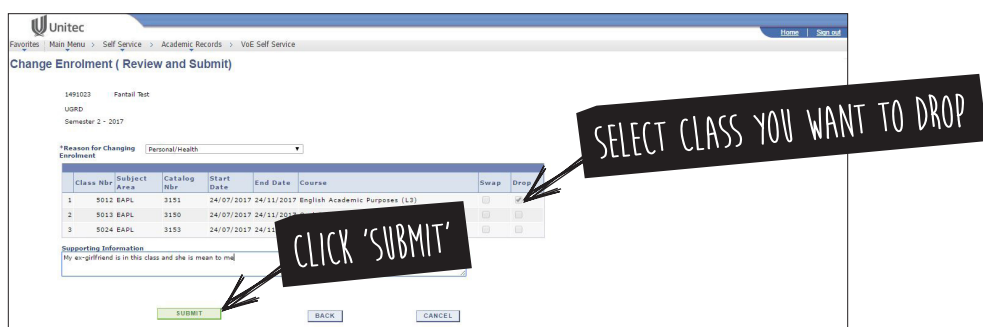 Unitec
Home | Sign out
Favorites Main Menu > Self Service > Academic Records > VoE Self Service
Change Enrolment ( Review and Submit)
1491023 Fantail Test
UGRD
Semester 2 - 2017
SELECT CLASS YOU WANT TO DROP
*Reason for Changing Enrolment Personal/Health
Class Nbr Subject Area Catalog Nbr Start Date End Date Course Swap Drop
1 5012 EAPL 3151 24/07/2017 24/11/2017 English Academic Purposes (L3)
2 5013 EAPL 3150 24/07/2017 24/11/2017
3 5024 EAPL 3153 24/07/2017
CLICK 'SUBMIT'
Supporting Information
My ex-girlfriend is in this class and she is mean to me
SUBMIT BACK CANCEL